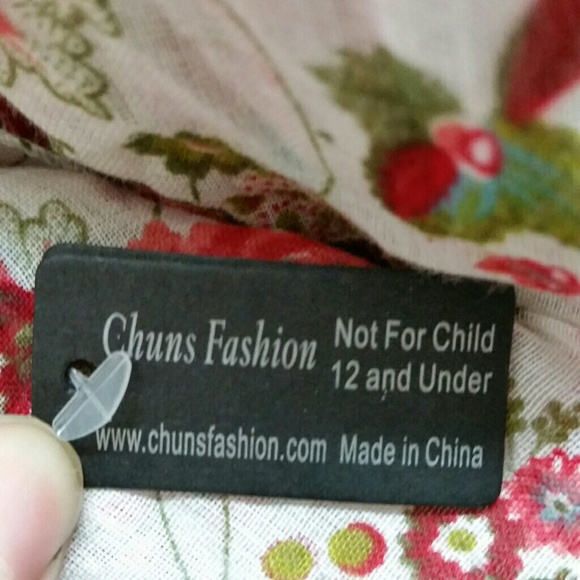 Chuns Fashion
Not For Child
12 and Under
www.chunsfashion.com Made in China